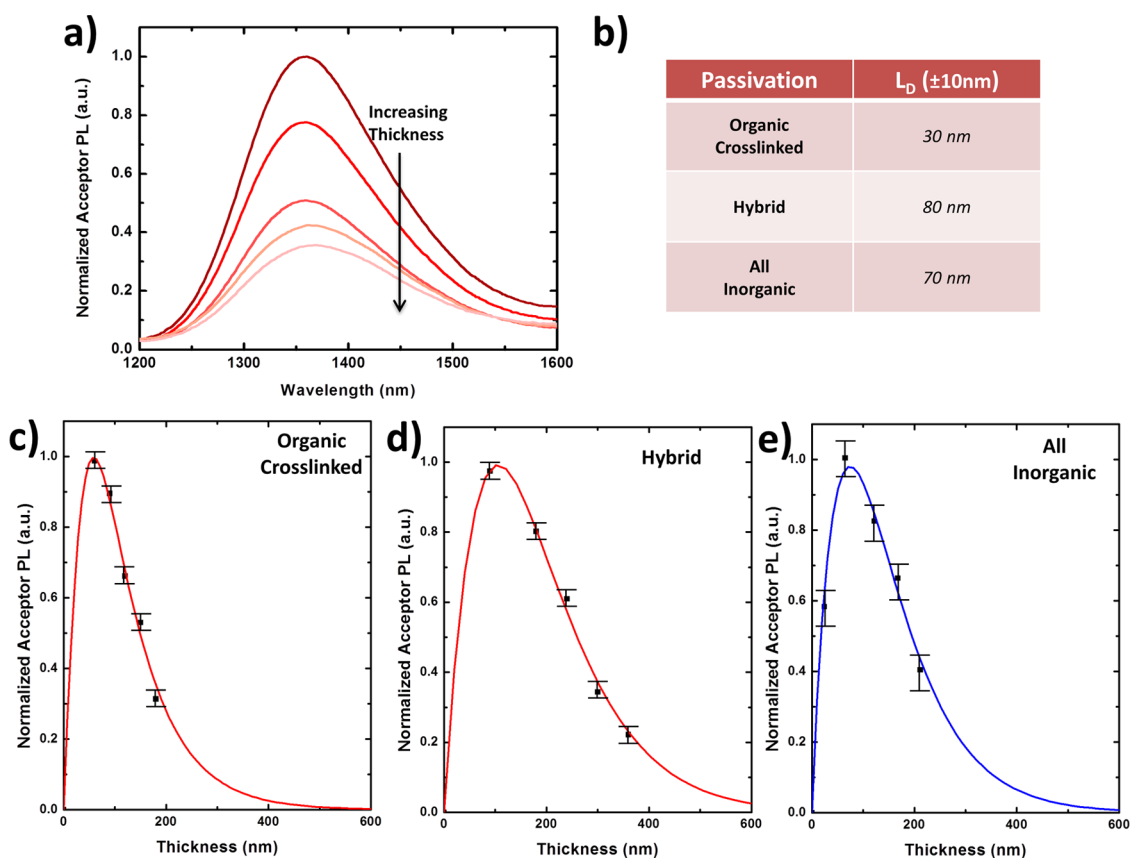 a)
Normalized Acceptor PL (a.u.)
1.0
0.8
0.6
0.4
0.2
0.0
Increasing
Thickness
1200 1300 1400 1500 1600
Wavelength (nm)
b)
Passivation L_D (±10nm)
Organic
Crosslinked
30 nm
Hybrid 80 nm
All
Inorganic
70 nm
c)
Organic
Crosslinked
Normalized Acceptor PL (a.u.)
1.0
0.8
0.6
0.4
0.2
0.0
0 200 400 600
Thickness (nm)
d)
Hybrid
Normalized Acceptor PL (a.u.)
1.0
0.8
0.6
0.4
0.2
0.0
0 200 400 600
Thickness (nm)
e)
All
Inorganic
Normalized Acceptor PL (a.u.)
1.0
0.8
0.6
0.4
0.2
0.0
0 200 400 600
Thickness (nm)